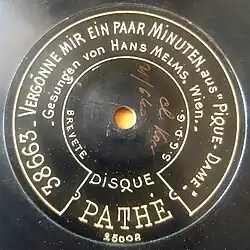 38663. VERGÖNNE MIR EIN PAAR MINUTEN, aus "PIQUE-DAME"
- Gesungen von HANS MELMS, Wien. -
BREVETÉ S.G.D.G.
DISQUE
PATHÉ
25008